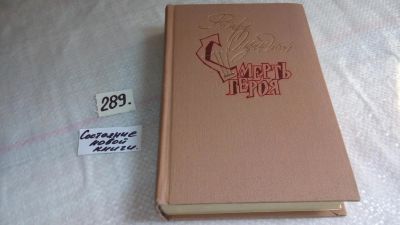 289.
Состояние
новой
книги.
СМЕРТЬ
ГЕРОЯ